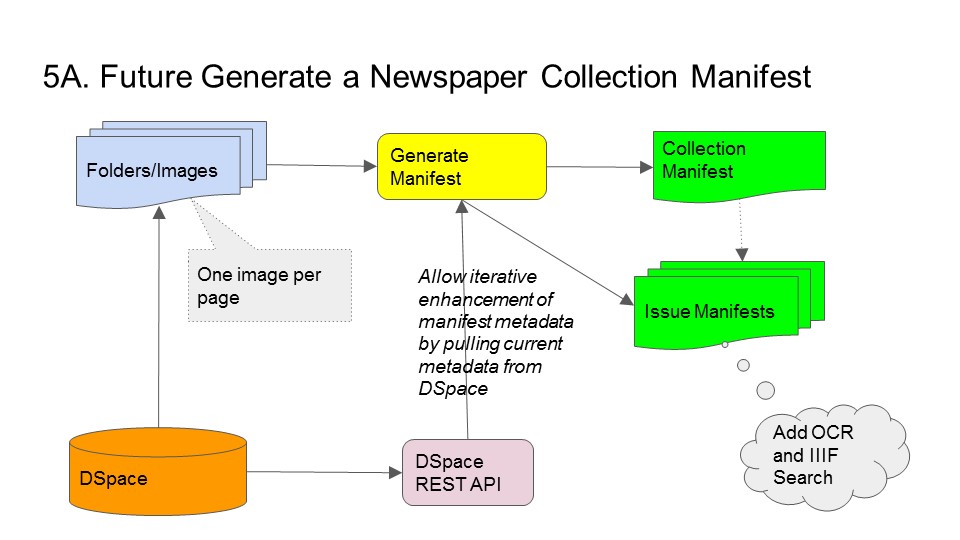 5A. Future Generate a Newspaper Collection Manifest
Folders/Images
Generate
Manifest
Collection
Manifest
One image per
page
Allow iterative
enhancement of
manifest metadata
by pulling current
metadata from
DSpace
Issue Manifests
DSpace
DSpace
REST API
Add OCR
and IIIF
Search